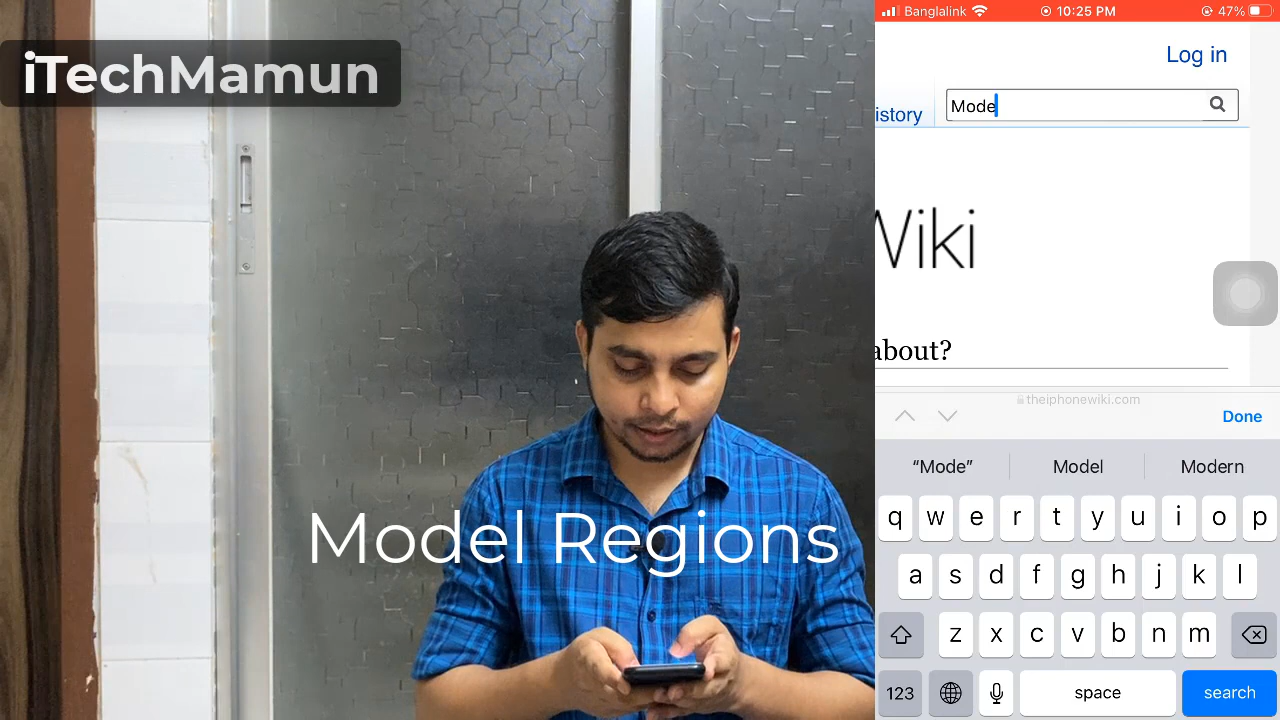 iTechMamun
Model Regions
Banglalink 10:25 PM 47%
Log in
istory
Mode
Wiki
about?
theiphonewiki.com
Done
“Mode” Model Modern
q w e r t y u i o p
a s d f g h j k l
z x c v b n m
123 space search